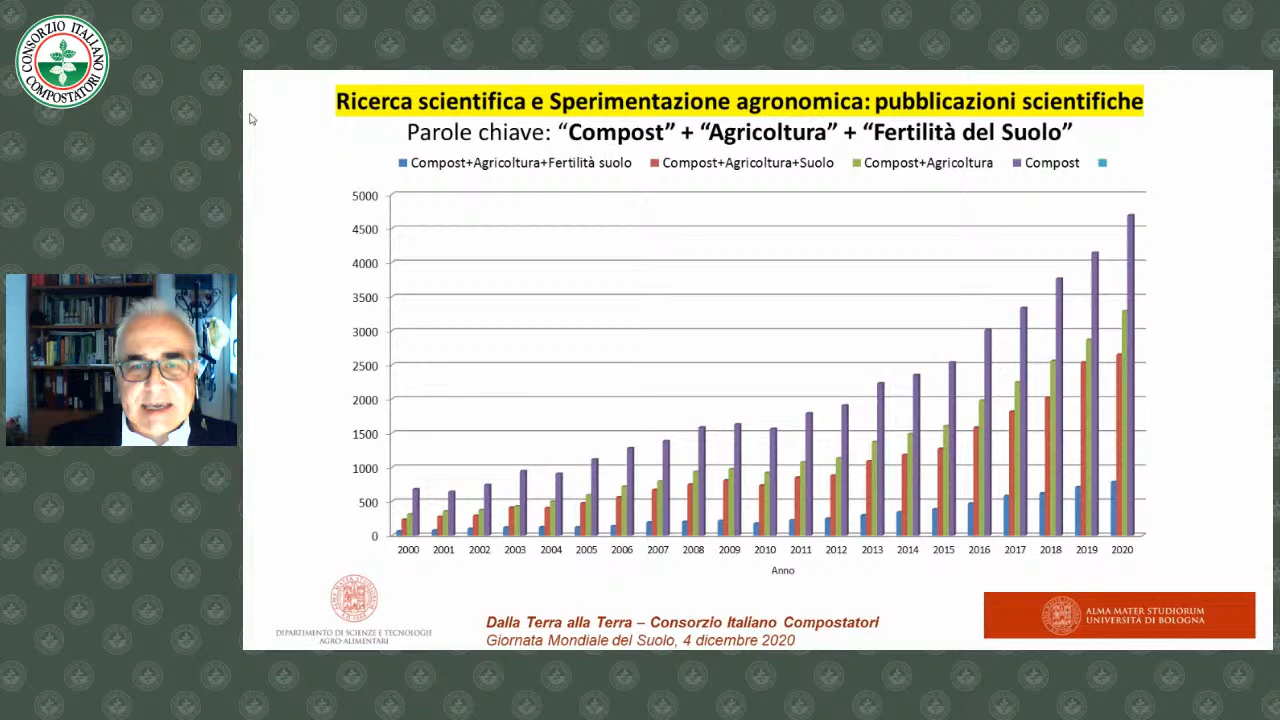 CONSORZIO ITALIANO
COMPOSTATORI
Ricerca scientifica e Sperimentazione agronomica: pubblicazioni scientifiche
Parole chiave: “Compost” + “Agricoltura” + “Fertilità del Suolo”
Compost+Agricoltura+Fertilità suolo Compost+Agricoltura+Suolo Compost+Agricoltura Compost
5000
4500
4000
3500
3000
2500
2000
1500
1000
500
0
2000 2001 2002 2003 2004 2005 2006 2007 2008 2009 2010 2011 2012 2013 2014 2015 2016 2017 2018 2019 2020
Anno
DIPARTIMENTO DI SCIENZE E TECNOLOGIE
AGRO-ALIMENTARI
Dalla Terra alla Terra – Consorzio Italiano Compostatori
Giornata Mondiale del Suolo, 4 dicembre 2020
ALMA MATER STUDIORUM
UNIVERSITÀ DI BOLOGNA